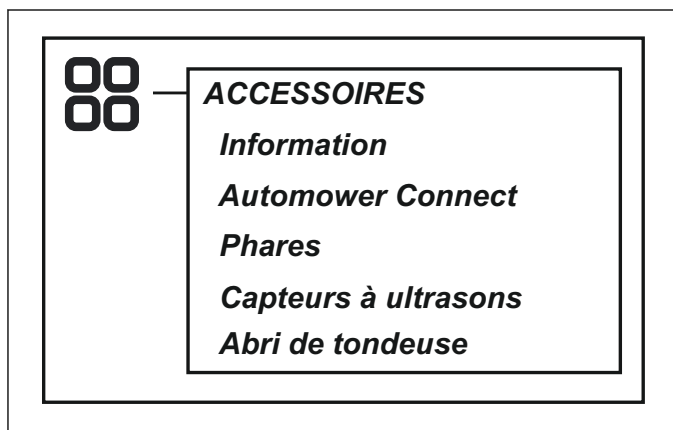 ACCESSOIRES
Information
Automower Connect
Phares
Capteurs à ultrasons
Abri de tondeuse